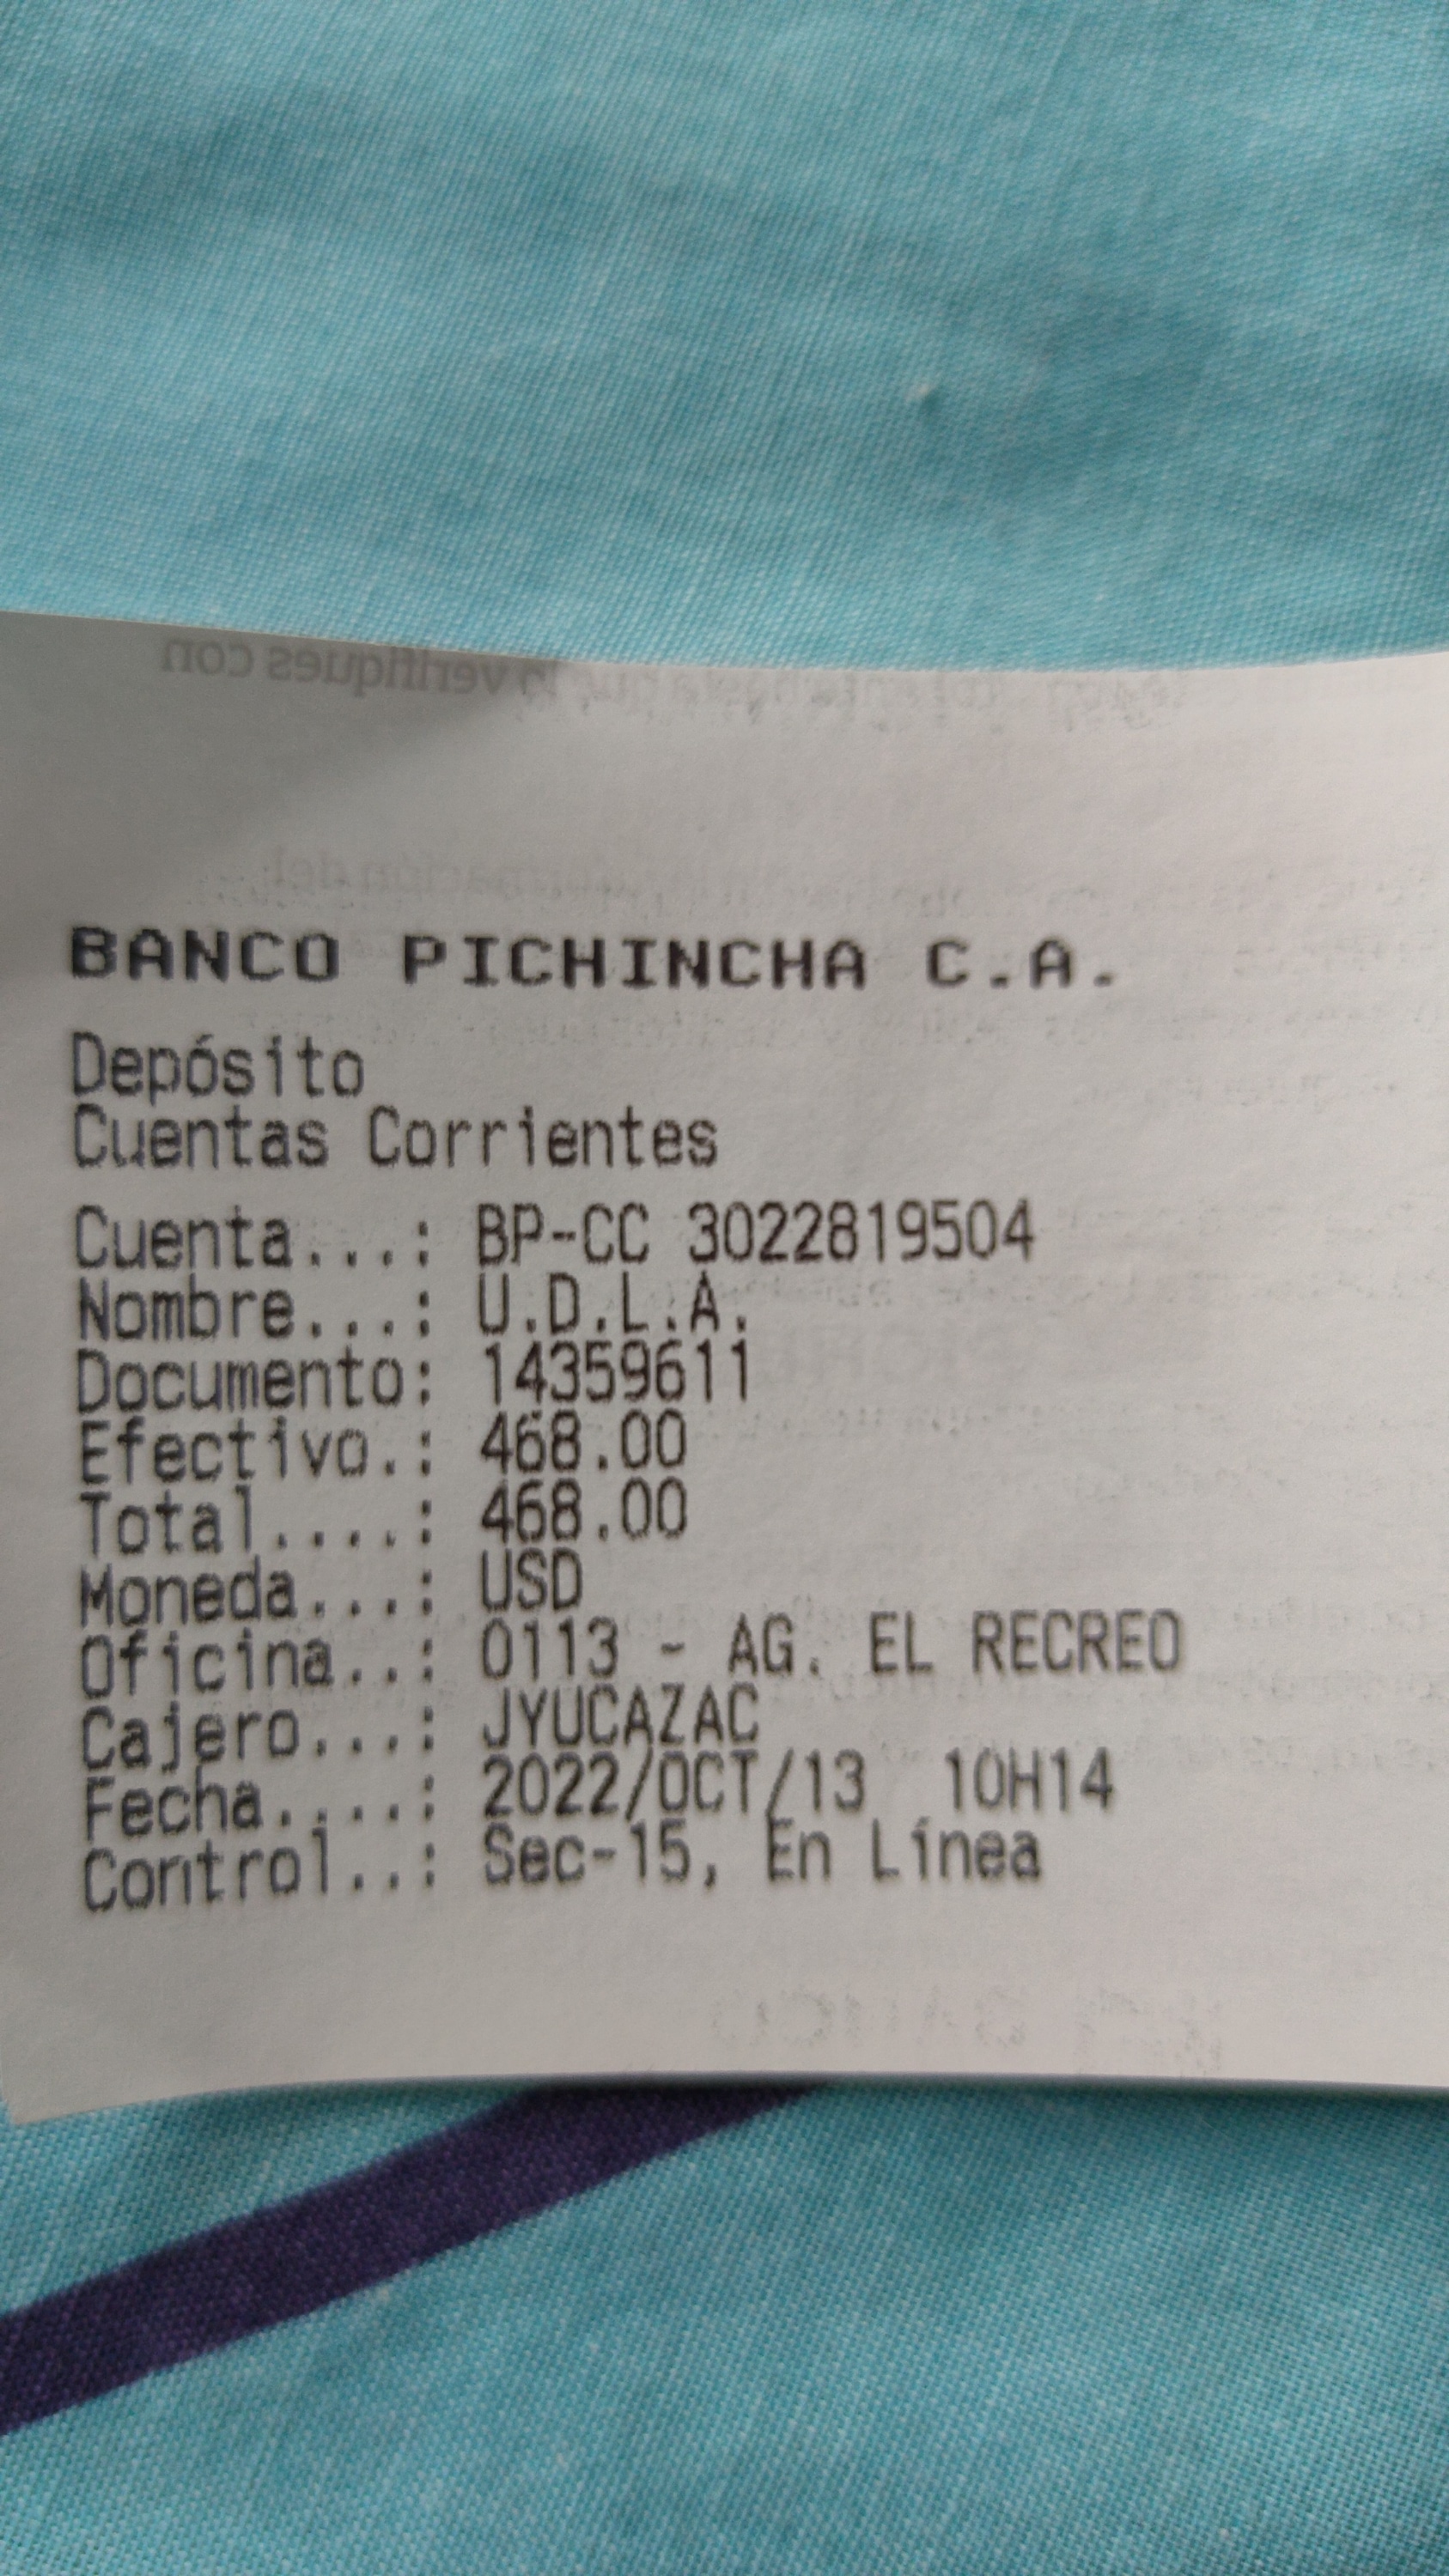 BANCO PICHINCHA C.A.
Depósito
Cuentas Corrientes
Cuenta...: BP-CC 3022819504
Nombre...: U.D.L.A.
Documento: 14359611
Efectivo.: 468.00
Total....: 468.00
Moneda...: USD
Oficina..: 0113 - AG. EL RECREO
Cajero...: JYUCAZAC
Fecha....: 2022/OCT/13 10H14
Control..: Sec-15, En Línea